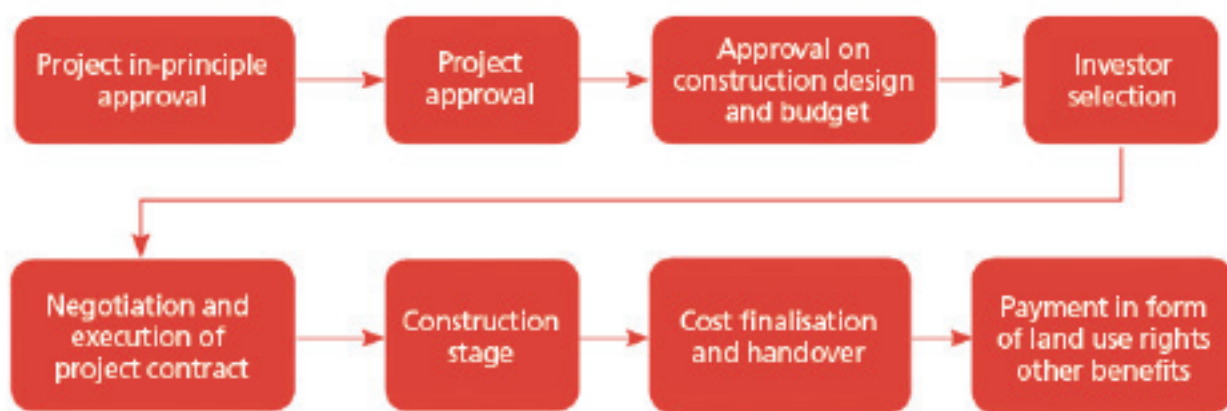 Project in-principle
approval
Project
approval
Approval on
construction design
and budget
Investor
selection
Negotiation and
execution of
project contract
Construction
stage
Cost finalisation
and handover
Payment in form
of land use rights
other benefits